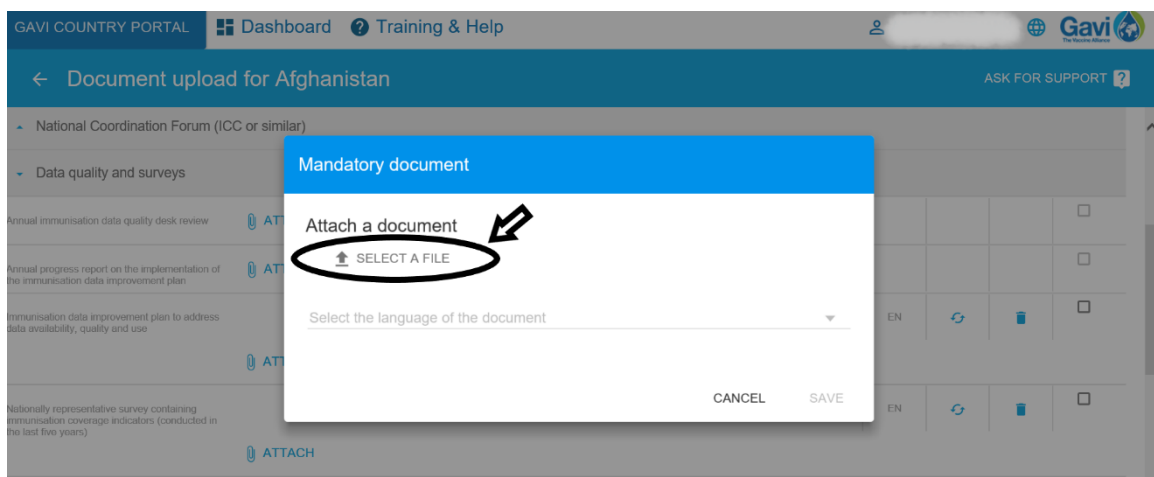 GAVI COUNTRY PORTAL Dashboard Training & Help Gavi
The Vaccine Alliance
Document upload for Afghanistan ASK FOR SUPPORT
National Coordination Forum (ICC or similar)
Data quality and surveys
Mandatory document
Attach a document
SELECT A FILE
Select the language of the document
CANCEL SAVE
Annual immunisation data quality desk review
ATT
Annual progress report on the implementation of
the immunisation data improvement plan
ATT
Immunisation data improvement plan to address
data availability, quality and use
EN
ATT
Nationally representative survey containing
immunisation coverage indicators (conducted in
the last five years)
EN
ATTACH